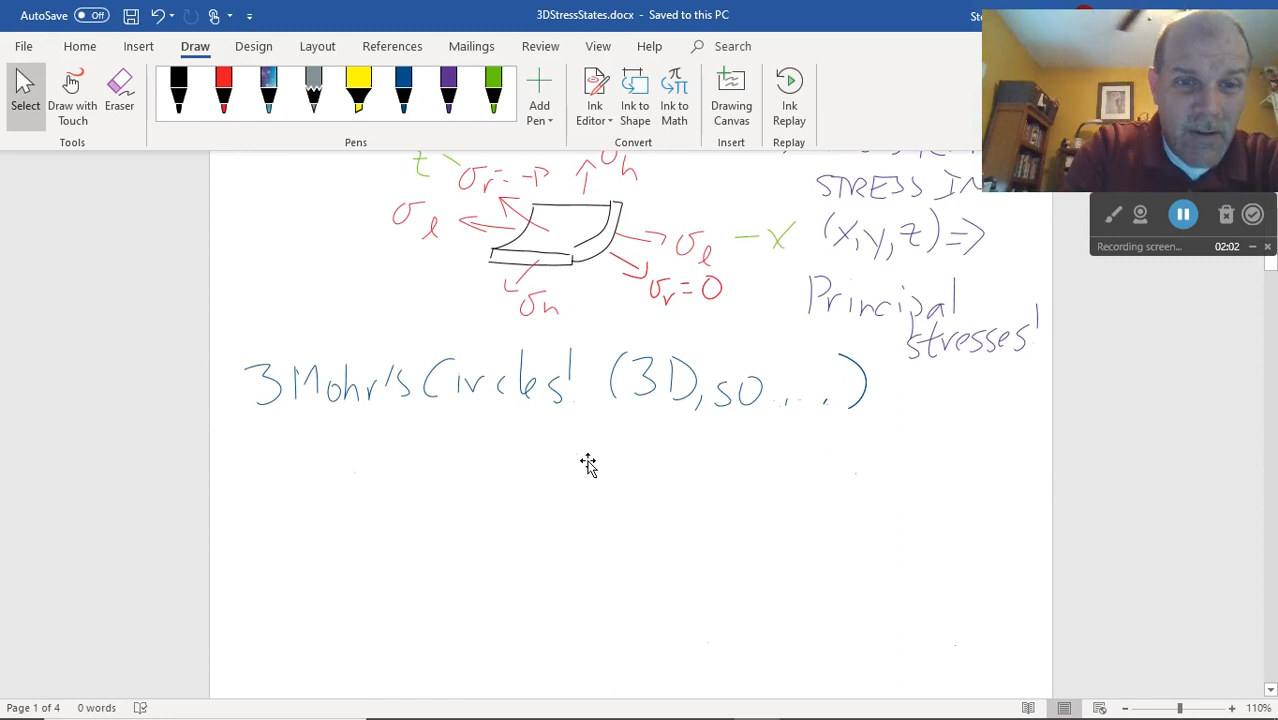 AutoSave Off
3DStressStates.docx - Saved to this PC
File Home Insert Draw Design Layout References Mailings Review View Help Search
Select
Draw with Touch
Eraser
Add Pen
Ink Editor
Ink to Shape
Ink to Math
Drawing Canvas
Ink Replay
Tools
Pens
Convert
Insert
Replay
Recording screen...
02:02
z
σr=-P
σh
σl
σl
-x
σr=0
σh
STRESS IN
(x,y,z) =>
Principal
stresses!
3 Mohr's Circles! (3D, so ...)
Page 1 of 4
0 words
110%